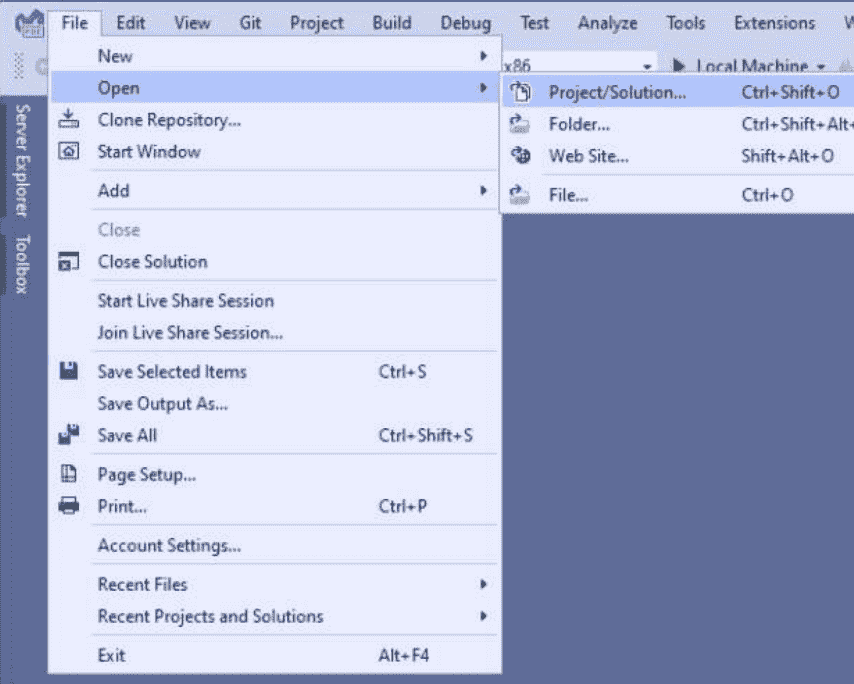 File Edit View Git Project Build Debug Test Analyze Tools Extensions
x86 Local Machine
Server Explorer
Toolbox
New
Open
Clone Repository...
Start Window
Add
Close
Close Solution
Start Live Share Session
Join Live Share Session...
Save Selected Items Ctrl+S
Save Output As...
Save All Ctrl+Shift+S
Page Setup...
Print... Ctrl+P
Account Settings...
Recent Files
Recent Projects and Solutions
Exit Alt+F4
Project/Solution... Ctrl+Shift+O
Folder... Ctrl+Shift+Alt+
Web Site... Shift+Alt+O
File... Ctrl+O